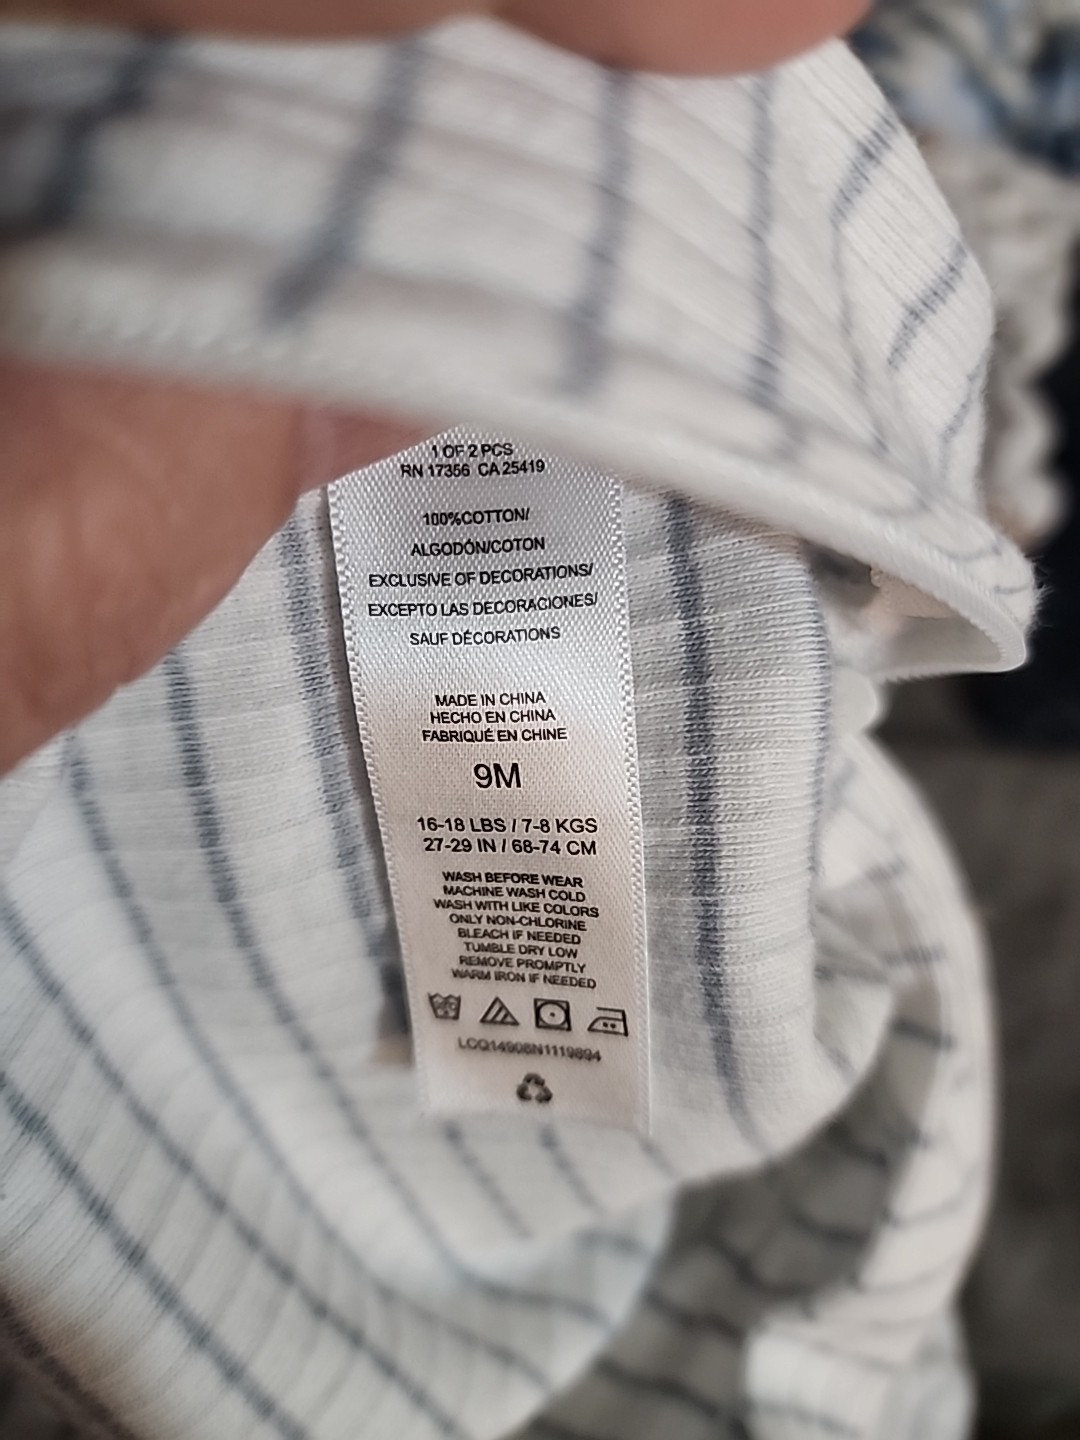 1 OF 2 PCS
RN 17356 CA 25419
100%COTTON/
ALGODÓN/COTON
EXCLUSIVE OF DECORATIONS/
EXCEPTO LAS DECORACIONES/
SAUF DÉCORATIONS
MADE IN CHINA
HECHO EN CHINA
FABRIQUÉ EN CHINE
9M
16-18 LBS / 7-8 KGS
27-29 IN / 68-74 CM
WASH BEFORE WEAR
MACHINE WASH COLD
WASH WITH LIKE COLORS
ONLY NON-CHLORINE
BLEACH IF NEEDED
TUMBLE DRY LOW
REMOVE PROMPTLY
WARM IRON IF NEEDED